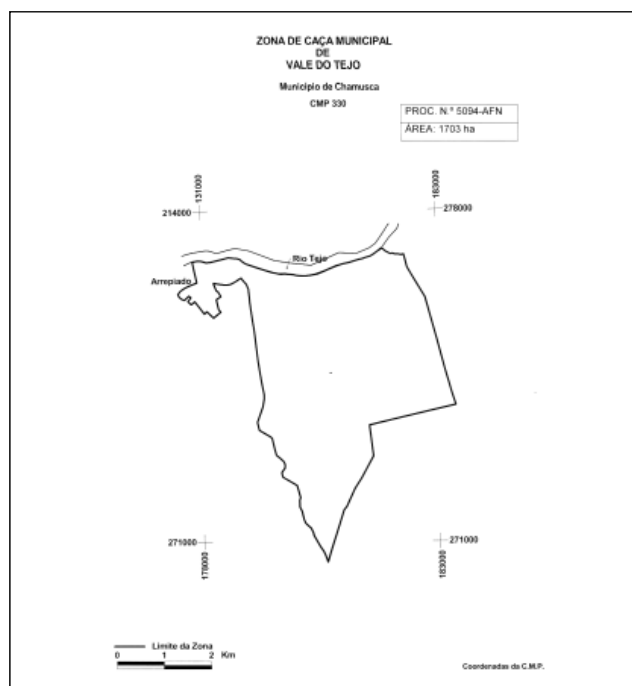 ZONA DE CAÇA MUNICIPAL
DE
VALE DO TEJO
Município de Chamusca
CMP 330
PROC. N.º 5094-AFN
ÁREA: 1703 ha
131000
214000
183000
278000
Rio Tejo
Arrepiado
271000
178000
271000
183000
Limite da Zona
0 1 2 Km
Coordenadas da C.M.P.